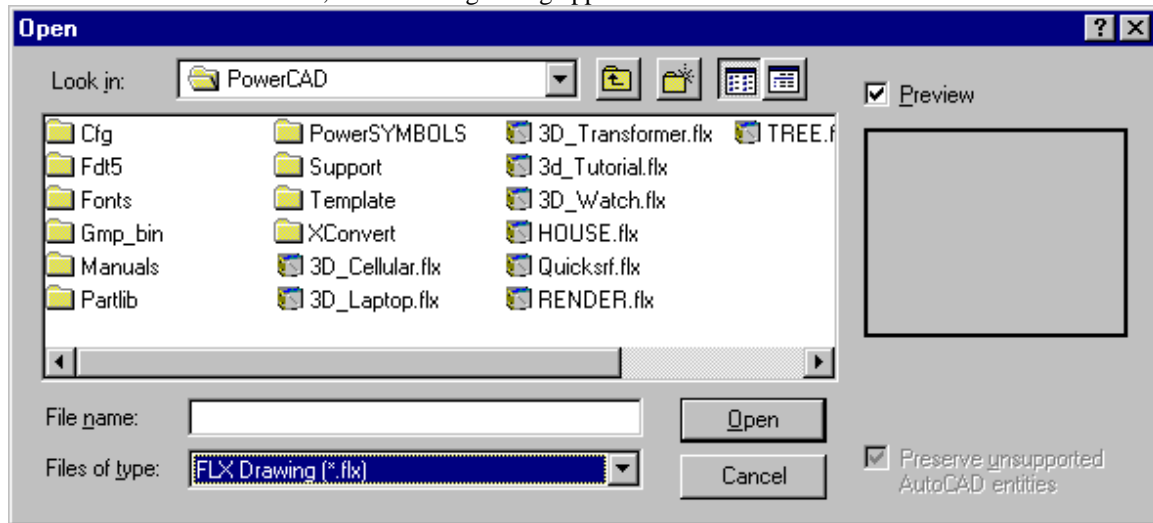 Open
Look in:
PowerCAD
Preview
Cfg
PowerSYMBOLS
3D_Transformer.flx
TREE.f
Fdt5
Support
3d_Tutorial.flx
Fonts
Template
3D_Watch.flx
Gmp_bin
XConvert
HOUSE.flx
Manuals
3D_Cellular.flx
Quicksrf.flx
Partlib
3D_Laptop.flx
RENDER.flx
File name:
Open
Files of type:
FLX Drawing (*.flx)
Cancel
Preserve unsupported
AutoCAD entities